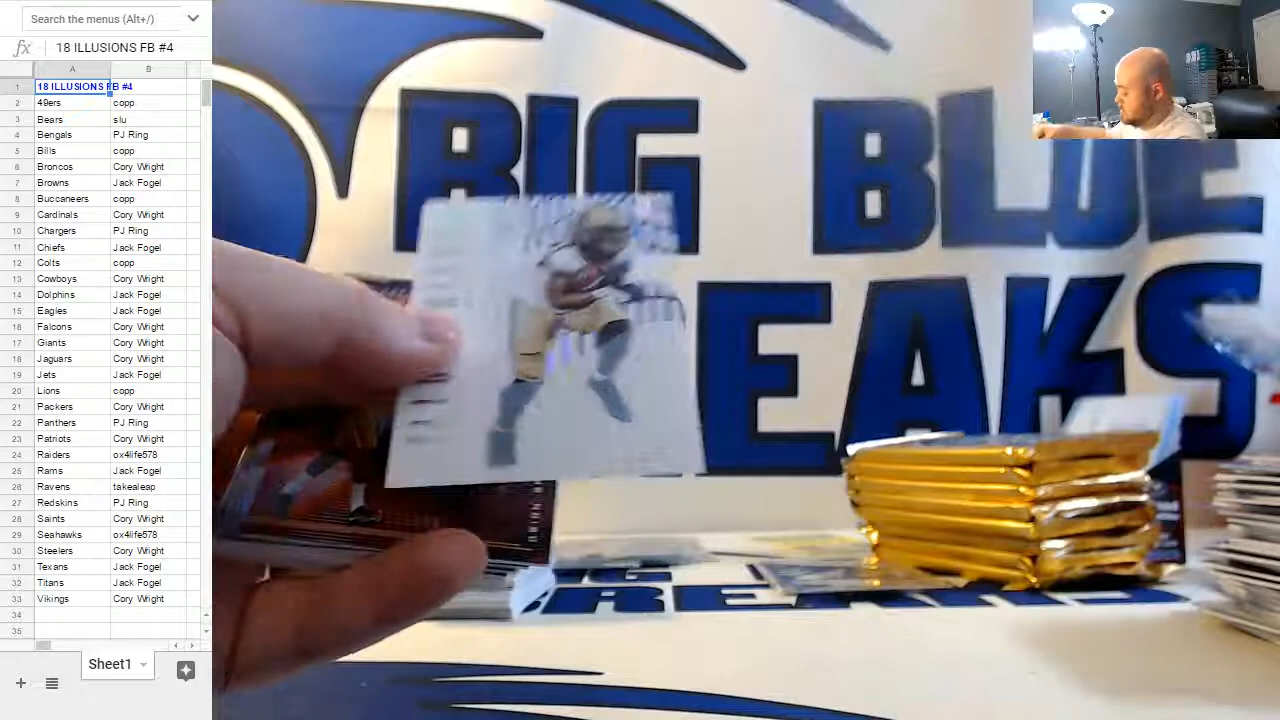 Search the menus (Alt+/)
fx 18 ILLUSIONS FB #4
A B
1 18 ILLUSIONS FB #4
2 49ers copp
3 Bears slu
4 Bengals PJ Ring
5 Bills copp
6 Broncos Cory Wright
7 Browns Jack Fogel
8 Buccaneers copp
9 Cardinals Cory Wright
10 Chargers PJ Ring
11 Chiefs Jack Fogel
12 Colts copp
13 Cowboys Cory Wright
14 Dolphins Jack Fogel
15 Eagles Jack Fogel
16 Falcons Cory Wright
17 Giants Cory Wright
18 Jaguars Cory Wright
19 Jets Jack Fogel
20 Lions copp
21 Packers Cory Wright
22 Panthers PJ Ring
23 Patriots Cory Wright
24 Raiders ox4life578
25 Rams Jack Fogel
26 Ravens takealeap
27 Redskins PJ Ring
28 Saints Cory Wright
29 Seahawks ox4life578
30 Steelers Cory Wright
31 Texans Jack Fogel
32 Titans Jack Fogel
33 Vikings Cory Wright
34
35
Sheet1
BIG BLUE
EAKS